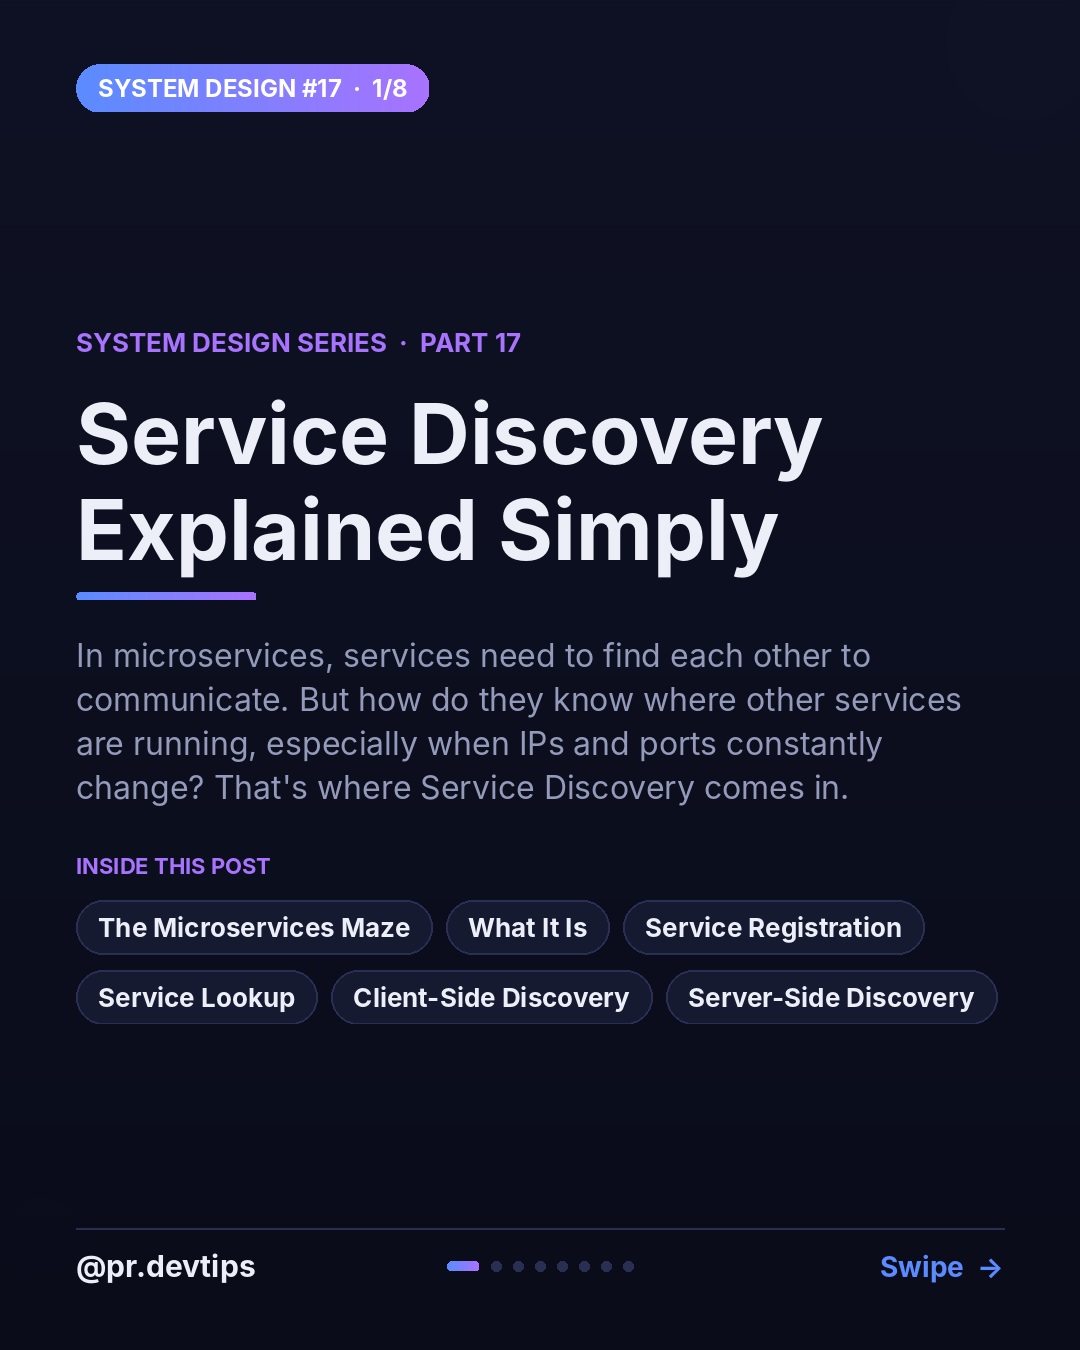 SYSTEM DESIGN #17 · 1/8
SYSTEM DESIGN SERIES · PART 17
Service Discovery
Explained Simply
In microservices, services need to find each other to
communicate. But how do they know where other services
are running, especially when IPs and ports constantly
change? That's where Service Discovery comes in.
INSIDE THIS POST
The Microservices Maze What It Is Service Registration
Service Lookup Client-Side Discovery Server-Side Discovery
@pr.devtips Swipe →